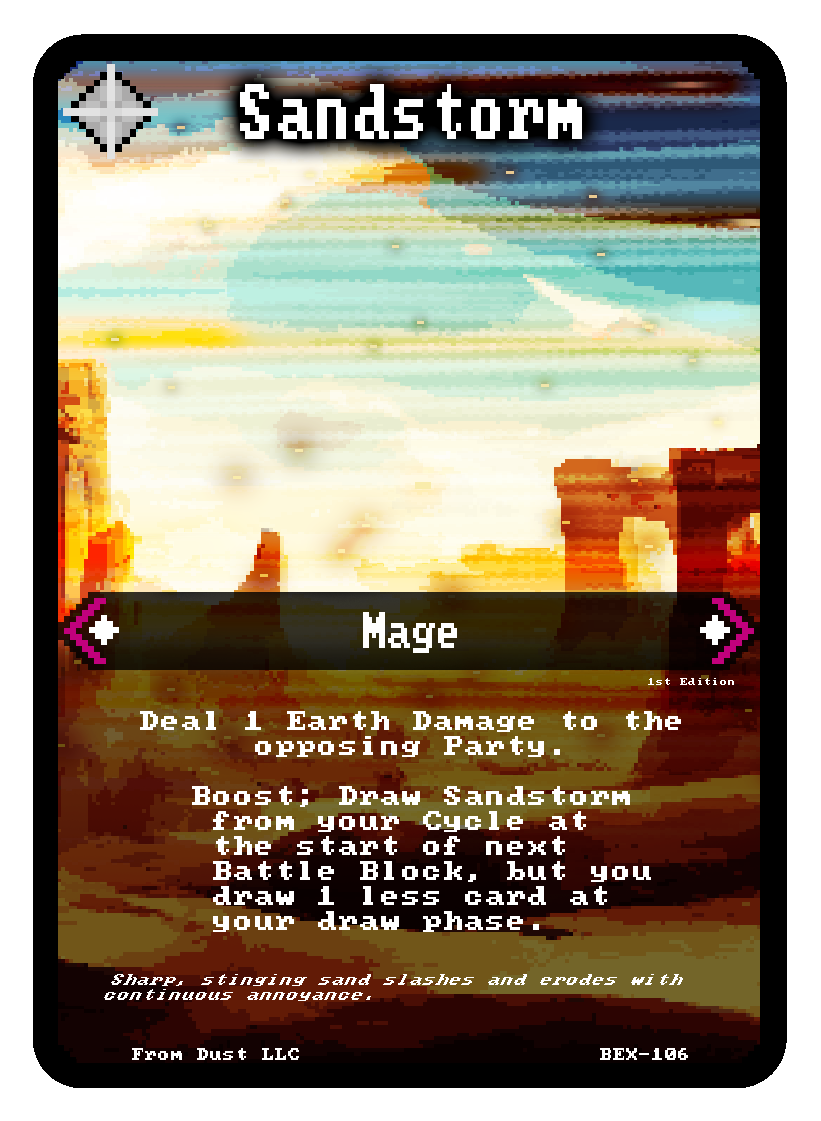 Sandstorm
Mage
1st Edition
Deal 1 Earth Damage to the
opposing Party.
Boost; Draw Sandstorm
from your Cycle at
the start of next
Battle Block, but you
draw 1 less card at
your draw phase.
Sharp, stinging sand slashes and erodes with
continuous annoyance.
From Dust LLC
BEX-106